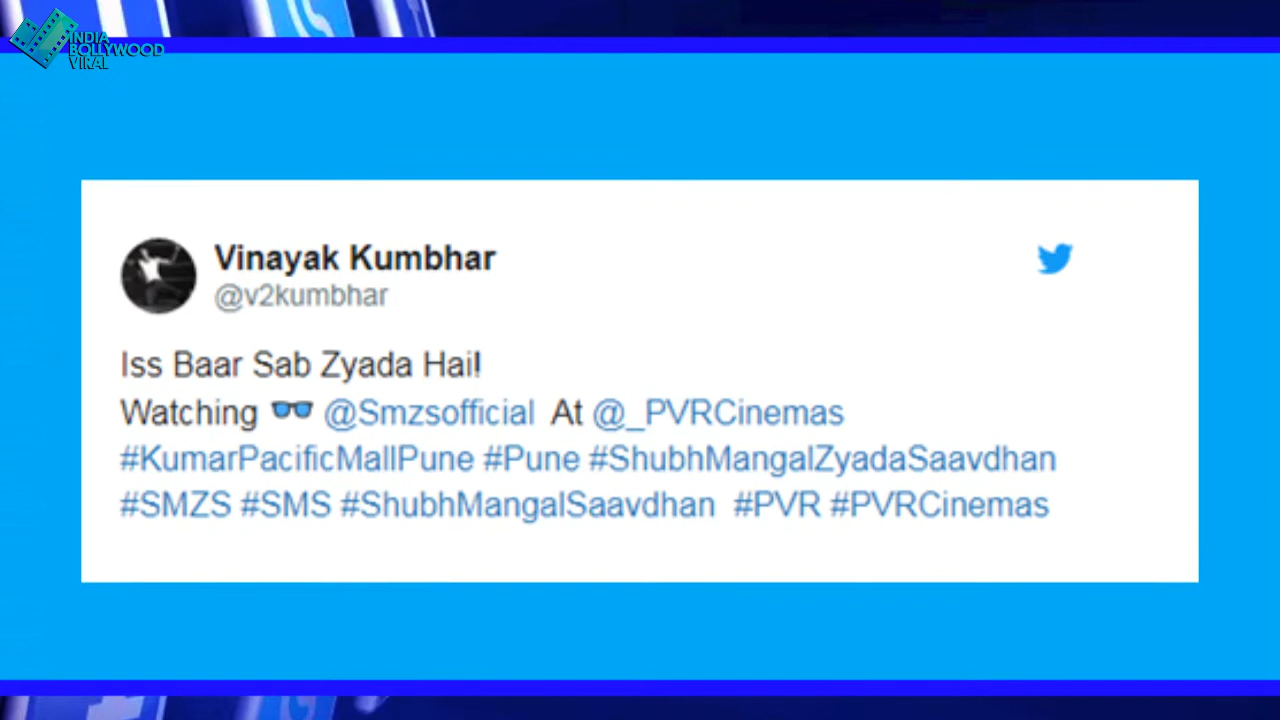 INDIA
BOLLYWOOD
VIRAL
Vinayak Kumbhar
@v2kumbhar
Iss Baar Sab Zyada Hai!
Watching 🕶 @Smzsofficial At @_PVRCinemas
#KumarPacificMallPune #Pune #ShubhMangalZyadaSaavdhan
#SMZS #SMS #ShubhMangalSaavdhan #PVR #PVRCinemas